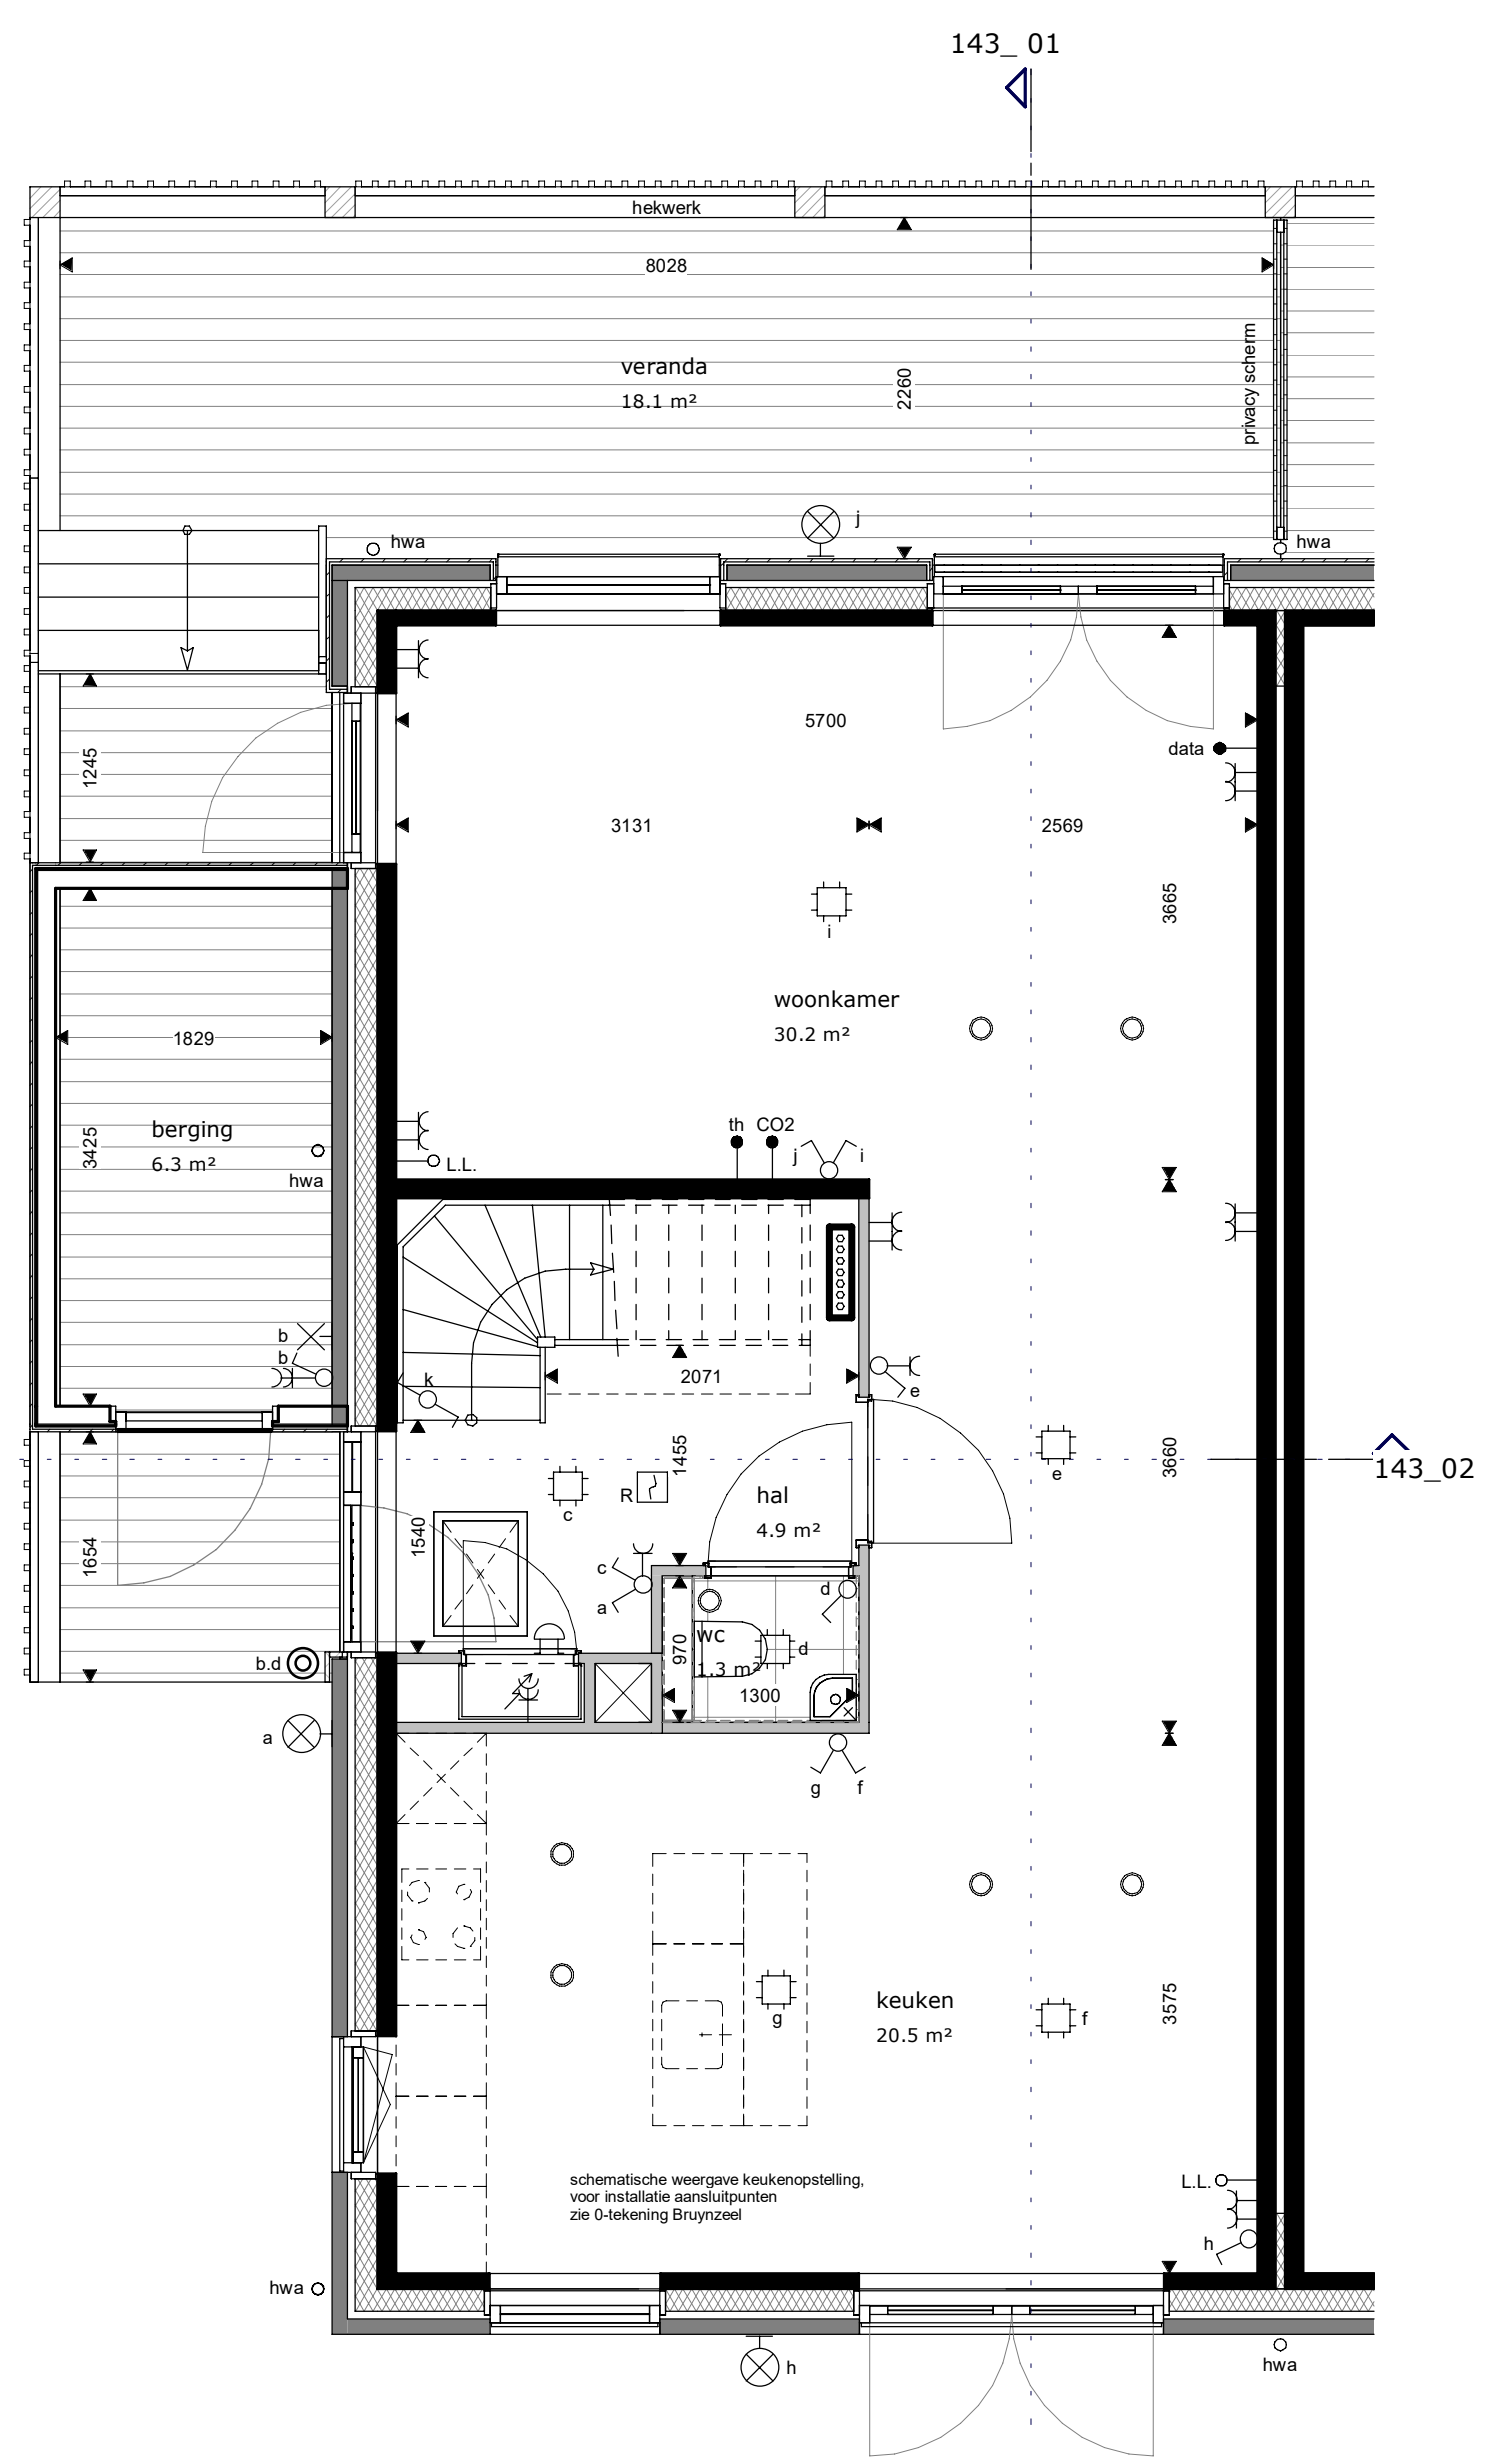 143_ 01
hekwerk
8028
veranda
18.1 m²
2260
privacy scherm
j
hwa
hwa
5700
data
1245
3131
2569
3665
i
woonkamer
30.2 m²
1829
berging
6.3 m²
3425
hwa
th CO2
j i
L.L.
b
b
k
2071
e
1455
143_02
3660
e
c
R
hal
4.9 m²
1540
1654
c
a
d
wc
1.3 m²
d
970
1300
b.d
a
g f
keuken
20.5 m²
g
f
3575
schematische weergave keukenopstelling,
voor installatie aansluitpunten
zie 0-tekening Bruynzeel
L.L.
h
hwa
h
hwa